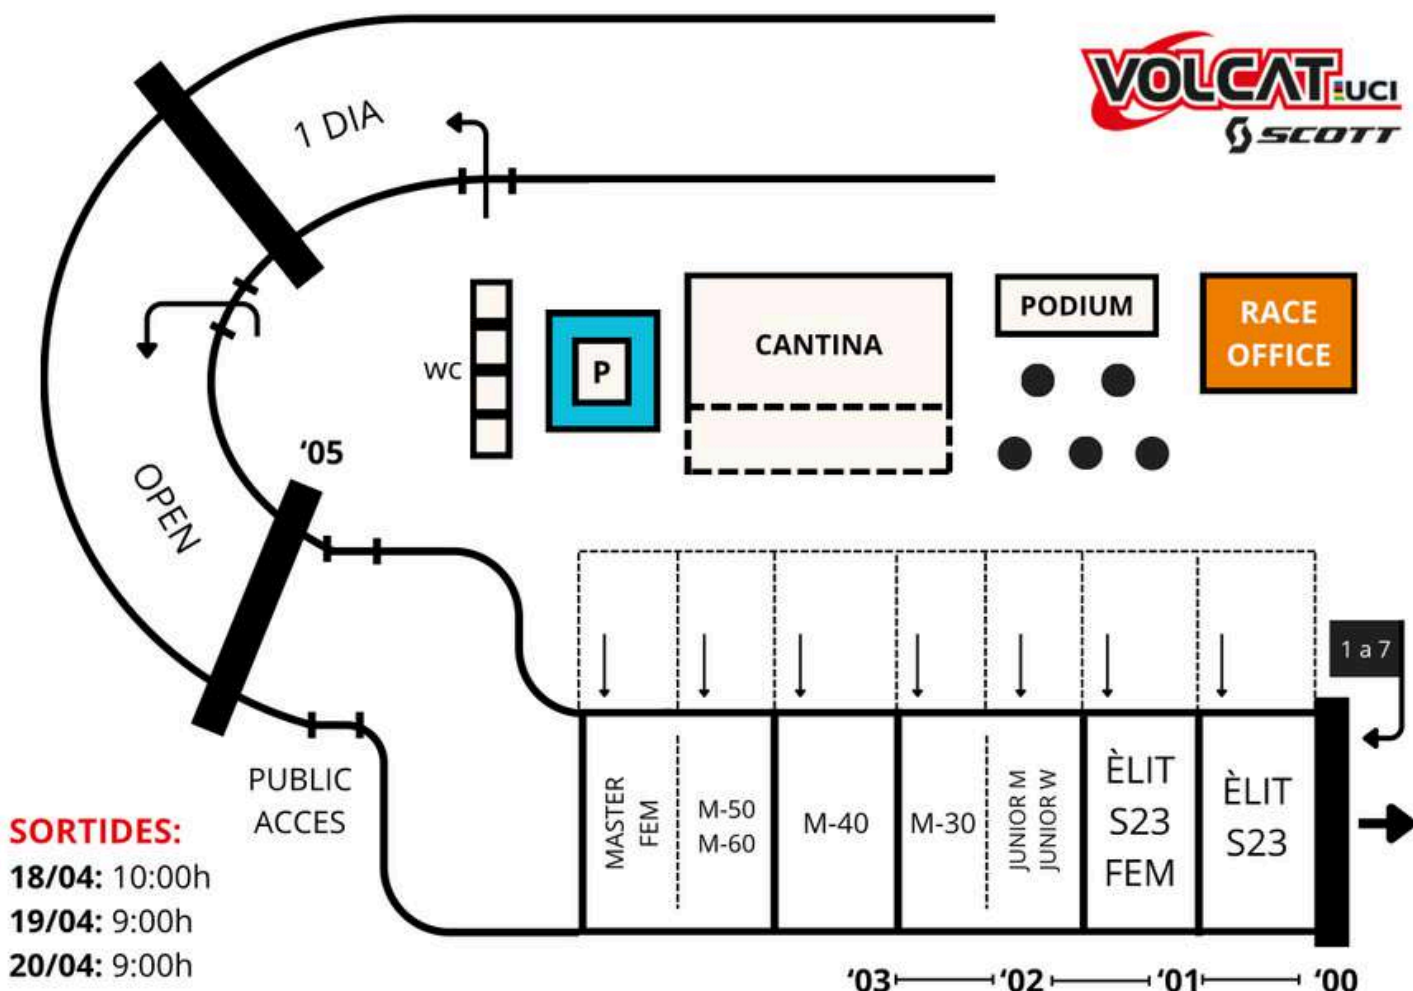 VOLCAT UCI
SCOTT
1 DIA
PODIUM
RACE
OFFICE
CANTINA
WC
P
'05
OPEN
1 a 7
PUBLIC
ACCES
MASTER
FEM
M-50
M-60
M-40
M-30
JUNIOR M
JUNIOR W
ÈLIT
S23
FEM
ÈLIT
S23
SORTIDES:
18/04: 10:00h
19/04: 9:00h
20/04: 9:00h
'03 '02 '01 '00